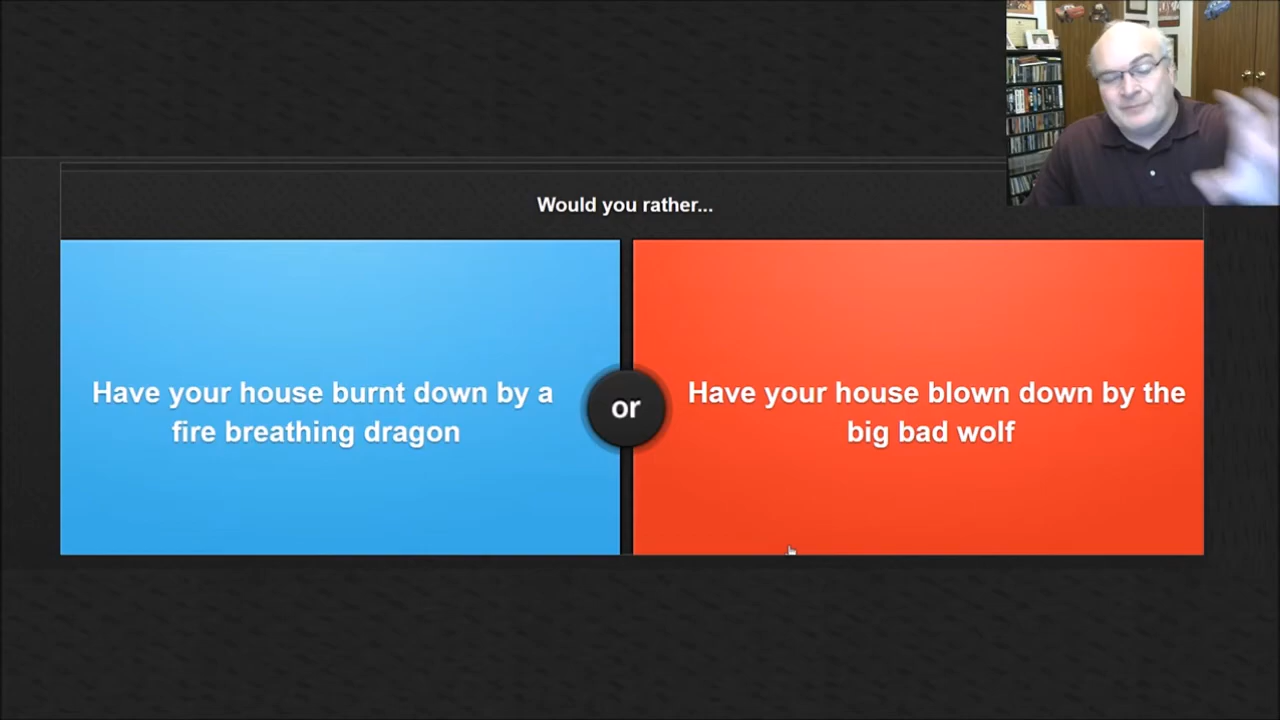 Would you rather...
Have your house burnt down by a
fire breathing dragon
or
Have your house blown down by the
big bad wolf